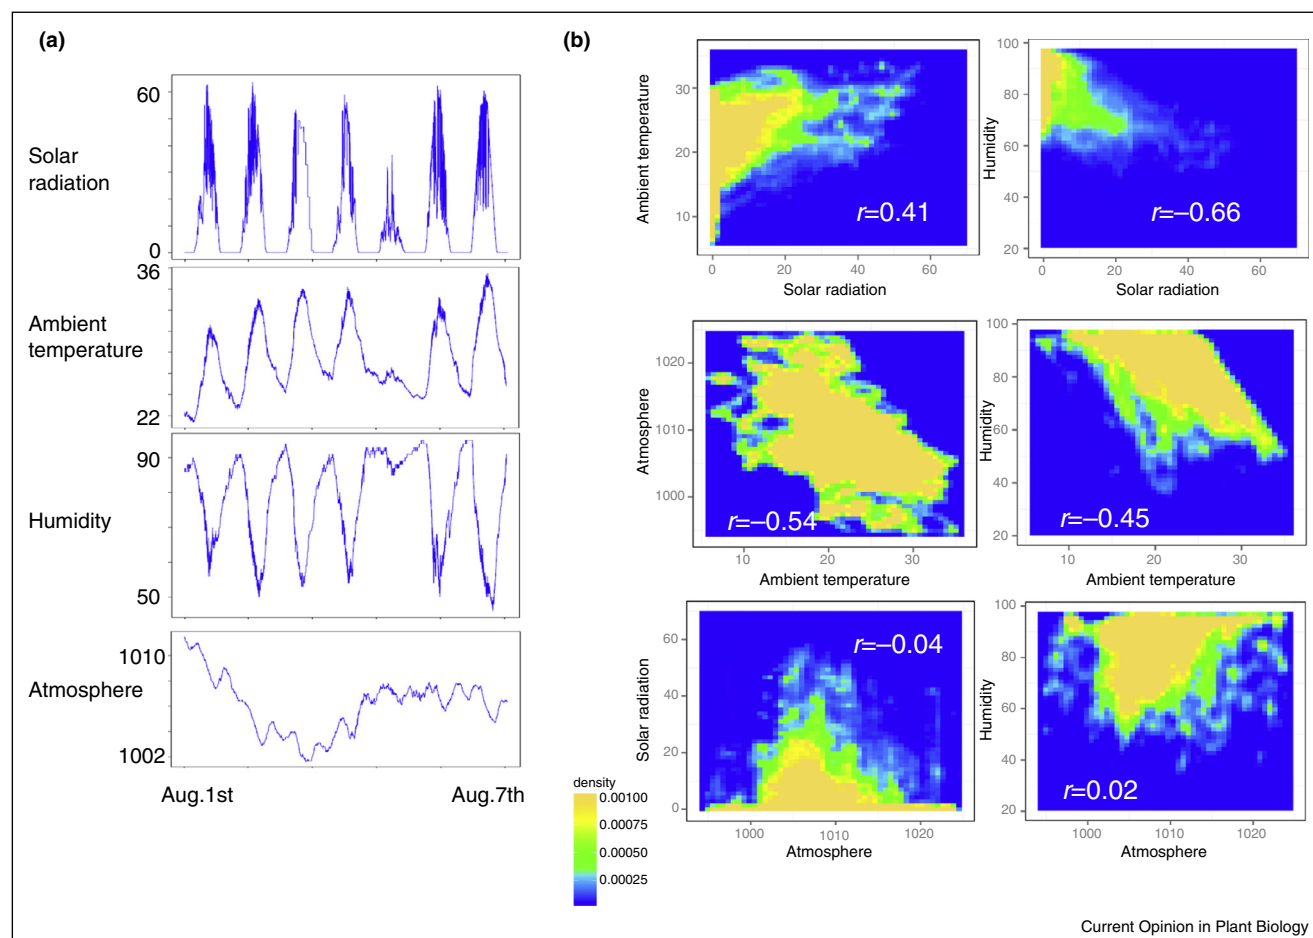 (a)
60
Solar
radiation
0
36
Ambient
temperature
22
90
Humidity
50
1010
Atmosphere
1002
Aug.1st Aug.7th
(b)
Ambient temperature
30
20
10
r=0.41
0 20 40 60
Solar radiation
Humidity
100
80
60
40
20
r=–0.66
0 20 40 60
Solar radiation
Atmosphere
1020
1010
1000
r=–0.54
10 20 30
Ambient temperature
Humidity
100
80
60
40
20
r=–0.45
10 20 30
Ambient temperature
Solar radiation
60
40
20
0
r=–0.04
1000 1010 1020
Atmosphere
Humidity
100
80
60
40
20
r=0.02
1000 1010 1020
Atmosphere
density
0.00100
0.00075
0.00050
0.00025
Current Opinion in Plant Biology